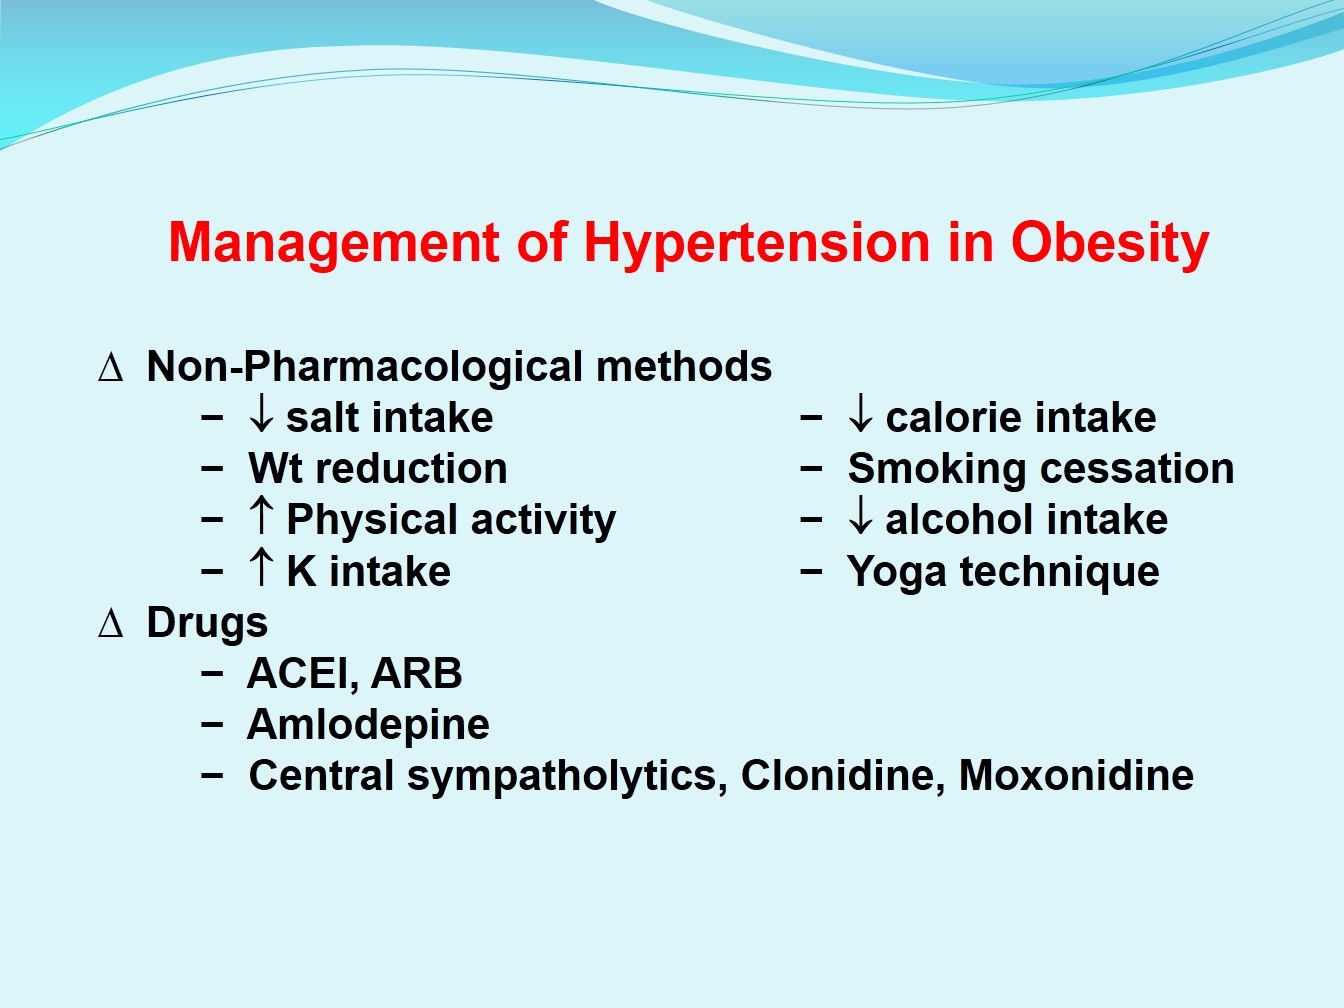 Management of Hypertension in Obesity
∆ Non-Pharmacological methods
– ↓ salt intake – ↓ calorie intake
– Wt reduction – Smoking cessation
– ↑ Physical activity – ↓ alcohol intake
– ↑ K intake – Yoga technique
∆ Drugs
– ACEI, ARB
– Amlodepine
– Central sympatholytics, Clonidine, Moxonidine